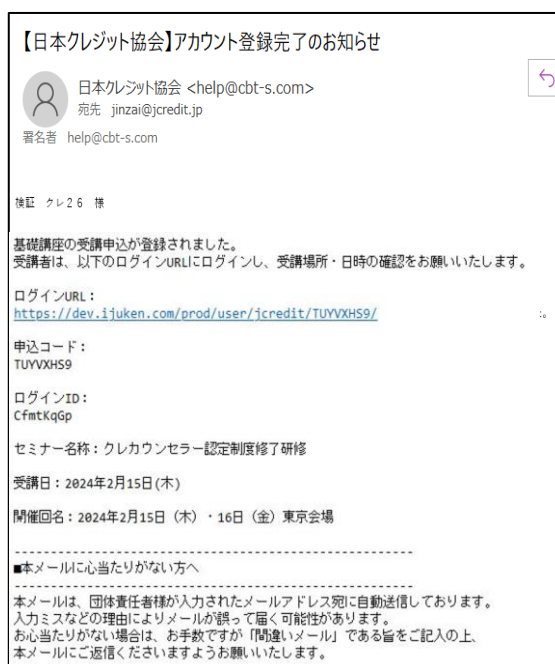 【日本クレジット協会】アカウント登録完了のお知らせ
日本クレジット協会 <help@cbt-s.com>
宛先 jinzai@jcredit.jp
署名者 help@cbt-s.com
検証 クレ26 様
基礎講座の受講申込が登録されました。
受講者は、以下のログインURLにログインし、受講場所・日時の確認をお願いいたします。
ログインURL：
https://dev.ijuken.com/prod/user/jcredit/TUYVXHS9/
申込コード：
TUYVXHS9
ログインID：
CfmtKqGp
セミナー名称：クレカウンセラー認定制度修了研修
受講日：2024年2月15日(木)
開催回名：2024年2月15日（木）・16日（金）東京会場
■本メールに心当たりがない方へ
本メールは、団体責任者様が入力されたメールアドレス宛に自動送信しております。
入力ミスなどの理由によりメールが誤って届く可能性があります。
お心当たりがない場合は、お手数ですが「間違いメール」である旨をご記入の上、
本メールにご返信くださいますようお願いいたします。